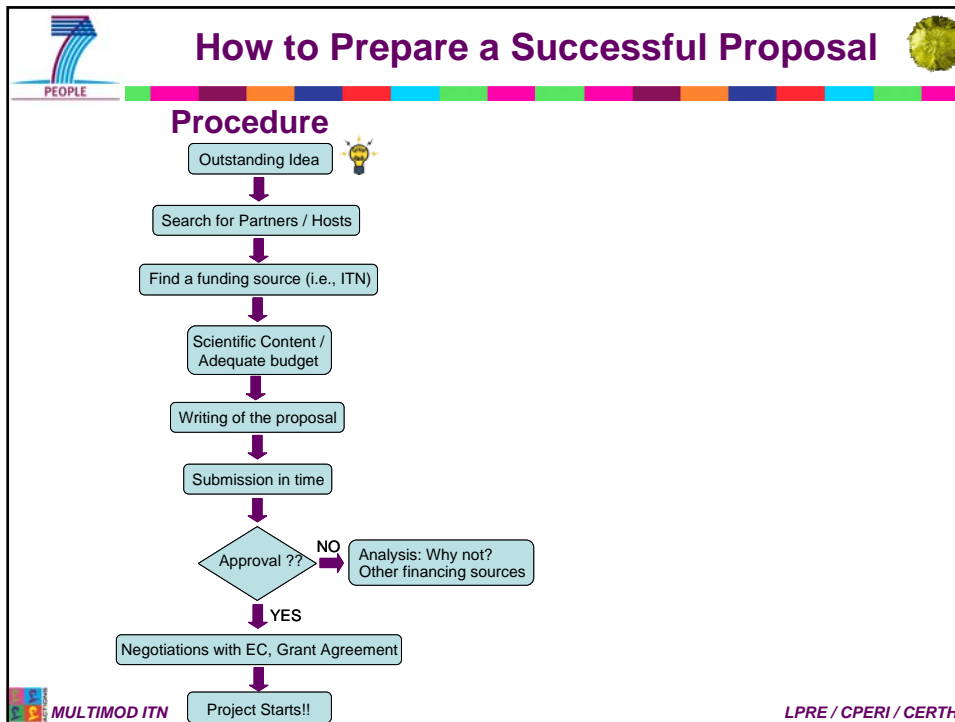 How to Prepare a Successful Proposal
PEOPLE
Procedure
Outstanding Idea
Search for Partners / Hosts
Find a funding source (i.e., ITN)
Scientific Content /
Adequate budget
Writing of the proposal
Submission in time
Approval ??
NO
Analysis: Why not?
Other financing sources
YES
Negotiations with EC, Grant Agreement
Project Starts!!
ACTIONS
MULTIMOD ITN
LPRE / CPERI / CERTH